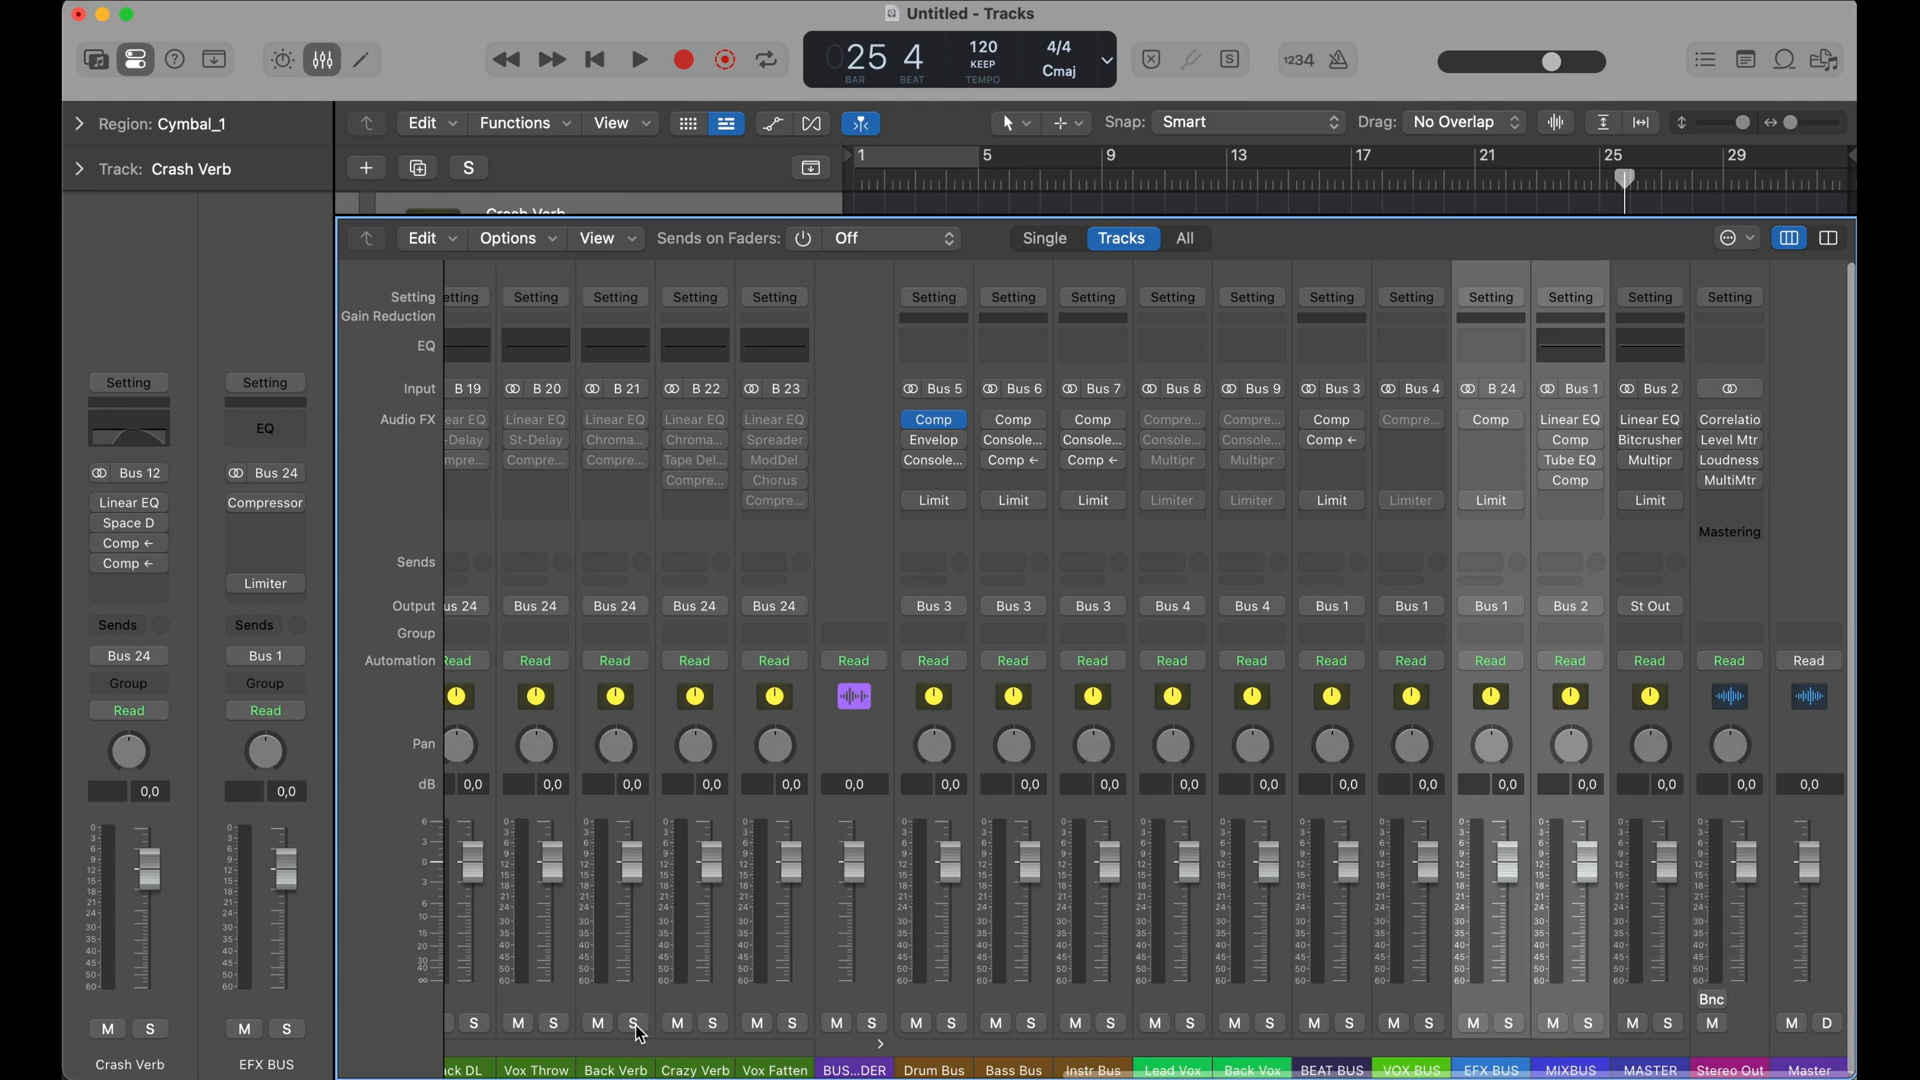 Untitled - Tracks
25 4 120 KEEP 4/4 Cmaj
BAR BEAT TEMPO
1234
Region: Cymbal_1
Track: Crash Verb
Edit Functions View Snap: Smart Drag: No Overlap
S 1 5 9 13 17 21 25 29
Crash Verb
Edit Options View Sends on Faders: Off Single Tracks All
Setting etting Setting Setting Setting Setting Setting Setting Setting Setting Setting Setting Setting Setting Setting Setting Setting
Gain Reduction
EQ
Input B 19 B 20 B 21 B 22 B 23 Bus 5 Bus 6 Bus 7 Bus 8 Bus 9 Bus 3 Bus 4 B 24 Bus 1 Bus 2
Audio FX ear EQ Linear EQ Linear EQ Linear EQ Linear EQ Comp Comp Comp Compre... Compre... Comp Compre... Comp Linear EQ Linear EQ Correlatio
-Delay St-Delay Chroma... Chroma... Spreader Envelop Console... Console... Console... Console... Comp ← Comp Bitcrusher Level Mtr
mpre... Compre... Compre... Tape Del... ModDel Console... Comp ← Comp ← Multipr Multipr Tube EQ Multipr Loudness
Compre... Chorus Comp MultiMtr
Compre... Limit Limit Limit Limiter Limiter Limit Limiter Limit Limit
Mastering
Sends
Output us 24 Bus 24 Bus 24 Bus 24 Bus 24 Bus 3 Bus 3 Bus 3 Bus 4 Bus 4 Bus 1 Bus 1 Bus 1 Bus 2 St Out
Group
Automation Read Read Read Read Read Read Read Read Read Read Read Read Read Read Read Read Read Read
Pan
dB 0,0 0,0 0,0 0,0 0,0 0,0 0,0 0,0 0,0 0,0 0,0 0,0 0,0 0,0 0,0 0,0 0,0 0,0
Bnc
S M S M S M S M S M S M S M S M S M S M S M S M S M S M S M S M M D
ck DL Vox Throw Back Verb Crazy Verb Vox Fatten BUS...DER Drum Bus Bass Bus Instr Bus Lead Vox Back Vox BEAT BUS VOX BUS EFX BUS MIXBUS MASTER Stereo Out Master
Setting Setting
EQ
Bus 12 Bus 24
Linear EQ Compressor
Space D
Comp ←
Comp ←
Limiter
Sends Sends
Bus 24 Bus 1
Group Group
Read Read
0,0 0,0
M S M S
Crash Verb EFX BUS